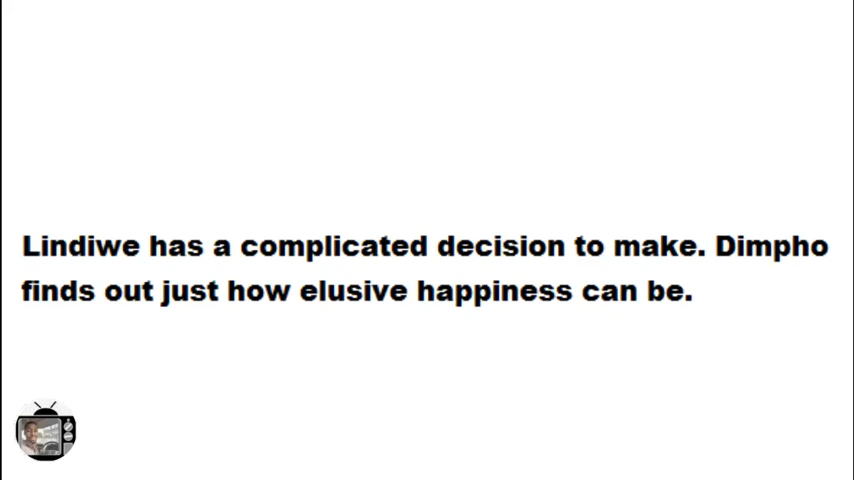 Lindiwe has a complicated decision to make. Dimpho
finds out just how elusive happiness can be.